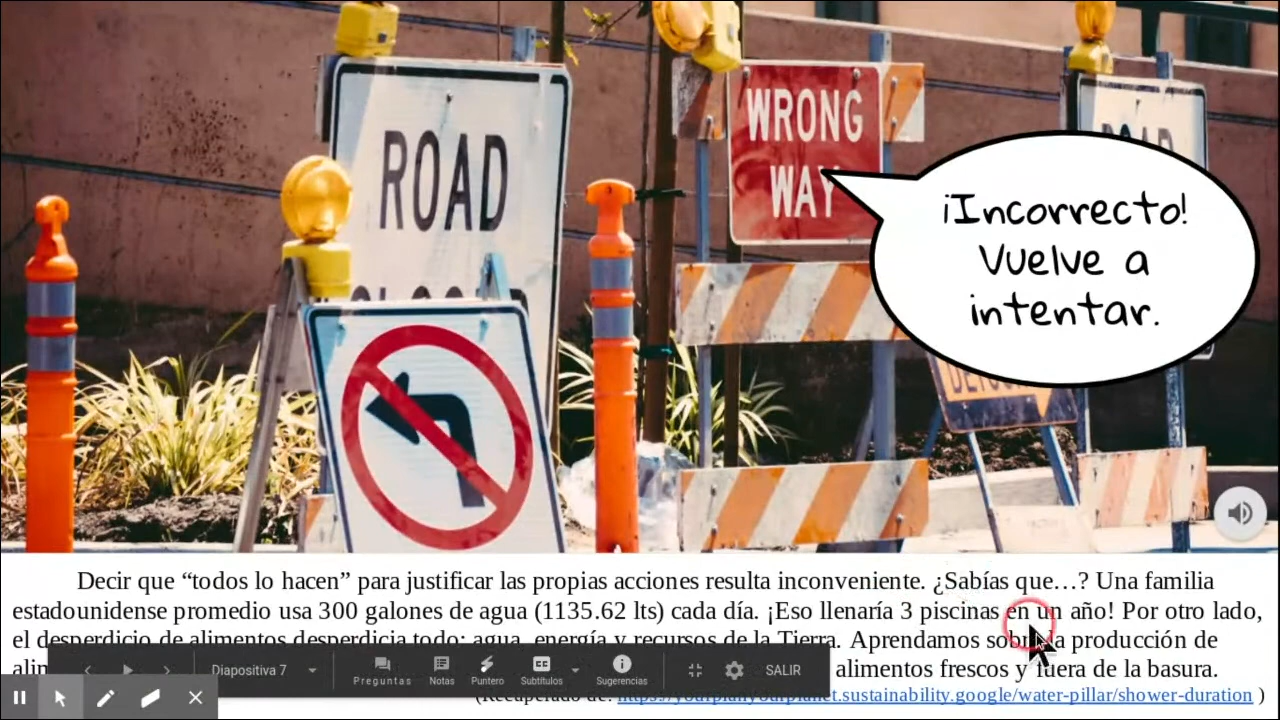 ROAD
WRONG
WAY
ROAD
¡Incorrecto!
Vuelve a
intentar.
Decir que “todos lo hacen” para justificar las propias acciones resulta inconveniente. ¿Sabías que…? Una familia
estadounidense promedio usa 300 galones de agua (1135.62 lts) cada día. ¡Eso llenaría 3 piscinas en un año! Por otro lado,
el desperdicio de alimentos desperdicia todo: agua, energía y recursos de la Tierra. Aprendamos sobre la producción de
alimentos frescos y fuera de la basura.
Diapositiva 7
Preguntas
Notas
Puntero
Subtítulos
Sugerencias
SALIR
(Recuperado de: https://yourplanyourplanet.sustainability.google/water-pillar/shower-duration )